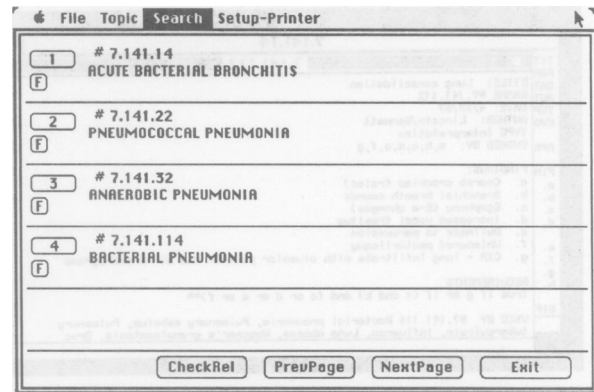 File Topic Search Setup-Printer
1 # 7.141.14
ACUTE BACTERIAL BRONCHITIS
F
2 # 7.141.22
PNEUMOCOCCAL PNEUMONIA
F
3 # 7.141.32
ANAEROBIC PNEUMONIA
F
4 # 7.141.114
BACTERIAL PNEUMONIA
F
CheckRel PrevPage NextPage Exit